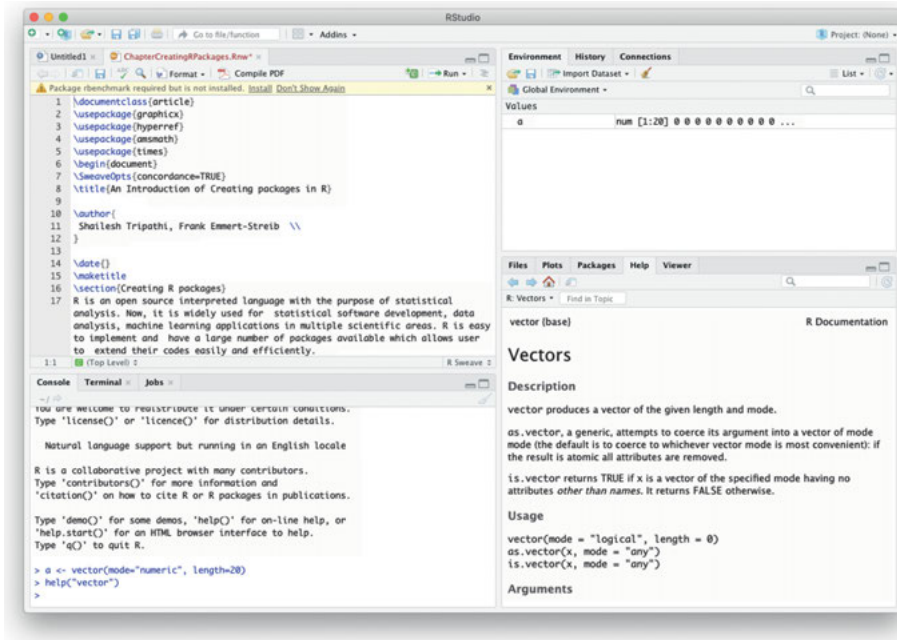 RStudio
Go to file/function
Addins
Project: (None)
Untitled1
ChapterCreatingRPackages.Rnw*
Format
Compile PDF
Run
Package rbenchmark required but is not installed. Install Don't Show Again
1 \documentclass{article}
2 \usepackage{graphicx}
3 \usepackage{hyperref}
4 \usepackage{amsmath}
5 \usepackage{times}
6 \begin{document}
7 \SweaveOpts{concordance=TRUE}
8 \title{An Introduction of Creating packages in R}
9
10 \author{
11 Shailesh Tripathi, Frank Emmert-Streib \\
12 }
13
14 \date{}
15 \maketitle
16 \section{Creating R packages}
17 R is an open source interpreted language with the purpose of statistical
analysis. Now, it is widely used for statistical software development, data
analysis, machine learning applications in multiple scientific areas. R is easy
to implement and have a large number of packages available which allows user
to extend their codes easily and efficiently.
1:1 (Top Level) R Sweave
Console Terminal Jobs
~/
You are welcome to redistribute it under certain conditions.
Type 'license()' or 'licence()' for distribution details.
Natural language support but running in an English locale
R is a collaborative project with many contributors.
Type 'contributors()' for more information and
'citation()' on how to cite R or R packages in publications.
Type 'demo()' for some demos, 'help()' for on-line help, or
'help.start()' for an HTML browser interface to help.
Type 'q()' to quit R.
> a <- vector(mode="numeric", length=20)
> help("vector")
>
Environment History Connections
Import Dataset
List
Global Environment
Values
a num [1:20] 0 0 0 0 0 0 0 0 0 0 ...
Files Plots Packages Help Viewer
R: Vectors Find in Topic
vector {base} R Documentation
Vectors
Description
vector produces a vector of the given length and mode.
as.vector, a generic, attempts to coerce its argument into a vector of mode
mode (the default is to coerce to whichever vector mode is most convenient): if
the result is atomic all attributes are removed.
is.vector returns TRUE if x is a vector of the specified mode having no
attributes other than names. It returns FALSE otherwise.
Usage
vector(mode = "logical", length = 0)
as.vector(x, mode = "any")
is.vector(x, mode = "any")
Arguments